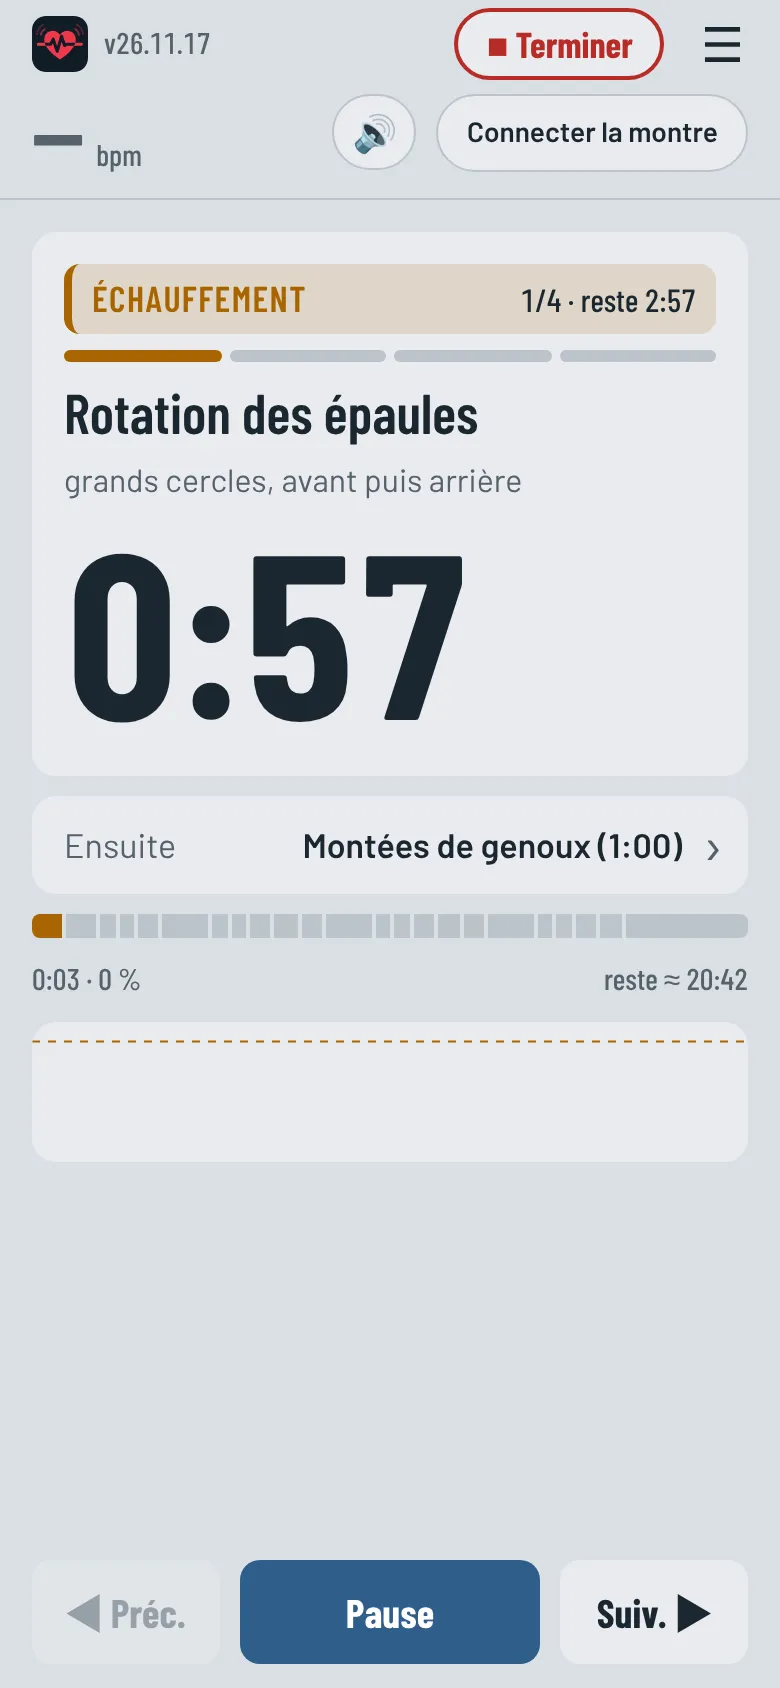 v26.11.17
■ Terminer
— bpm
Connecter la montre
ÉCHAUFFEMENT
1/4 · reste 2:57
Rotation des épaules
grands cercles, avant puis arrière
0:57
Ensuite
Montées de genoux (1:00) ›
0:03 · 0 %
reste ≈ 20:42
◀ Préc.
Pause
Suiv. ▶